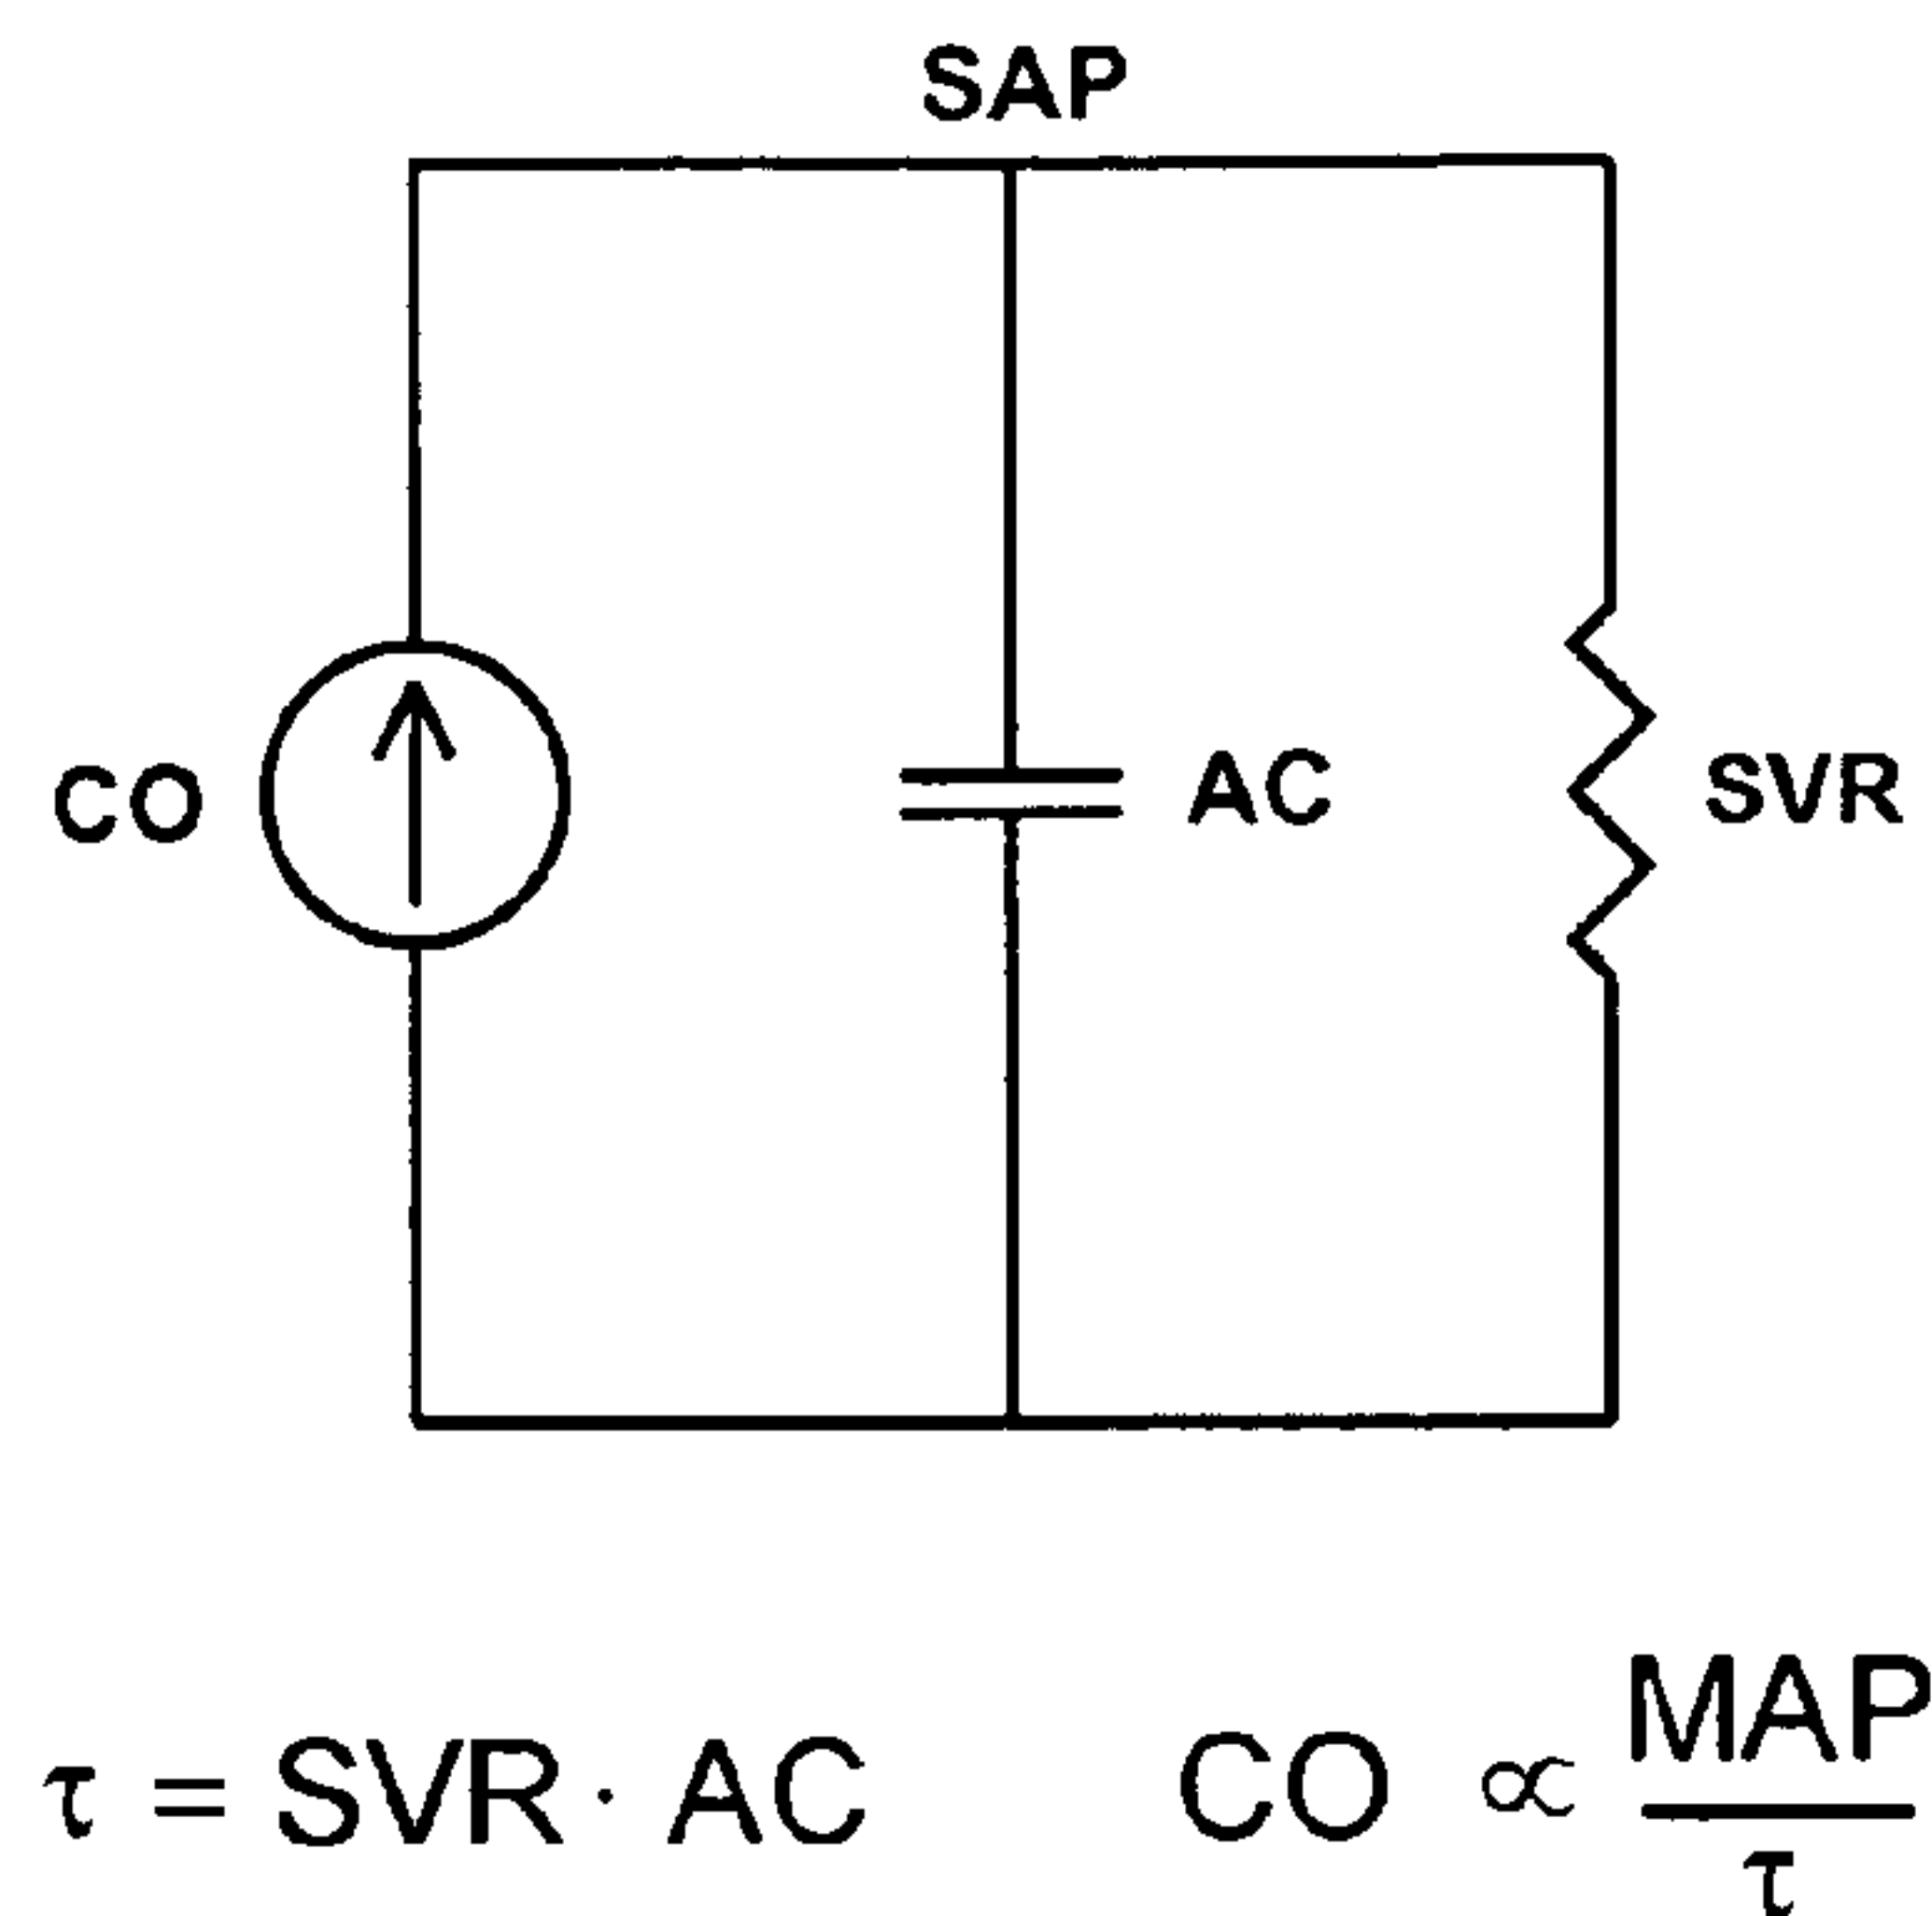 SAP
CO
AC
SVR
τ = SVR · AC
CO ∝ MAP / τ